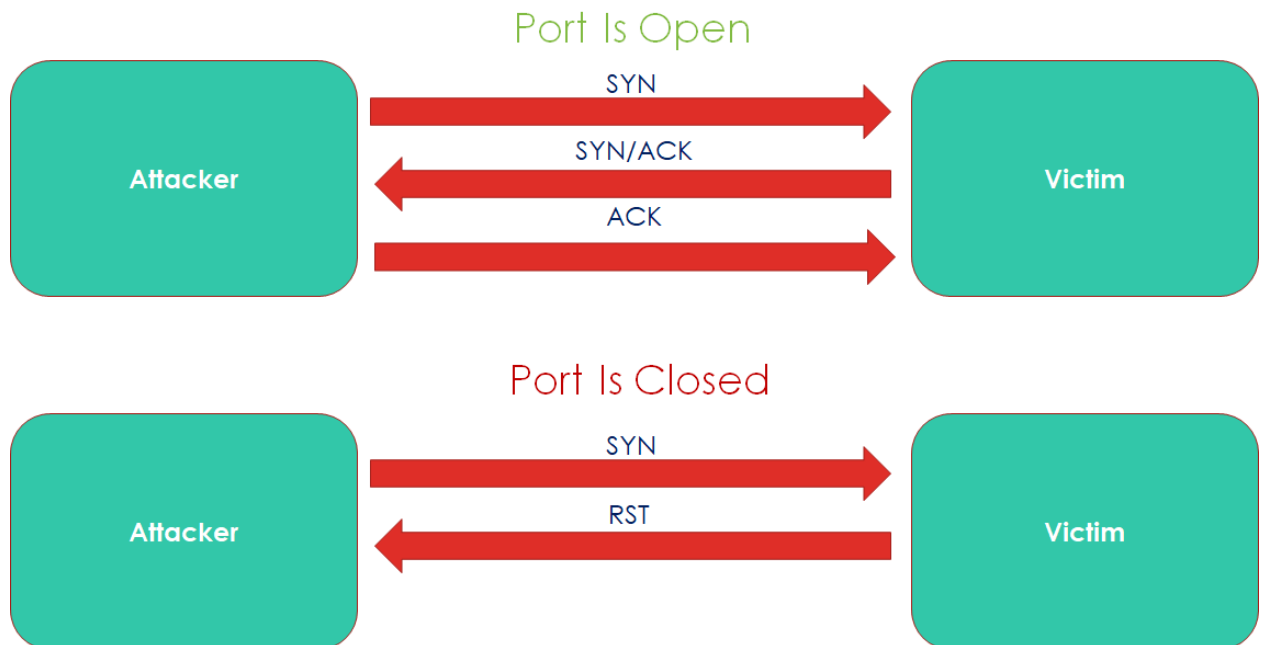 Port Is Open
SYN
Attacker
SYN/ACK
Victim
ACK
Port Is Closed
SYN
Attacker
RST
Victim